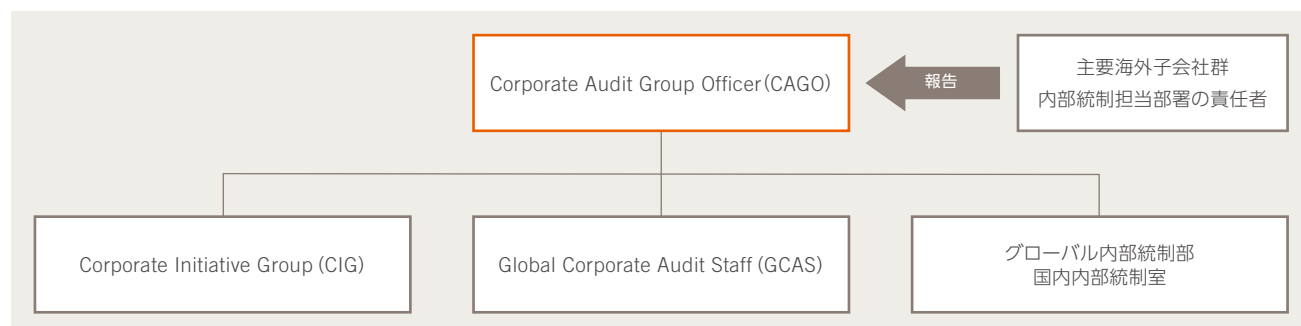 Corporate Audit Group Officer(CAGO)
報告
主要海外子会社群
内部統制担当部署の責任者
Corporate Initiative Group (CIG)
Global Corporate Audit Staff (GCAS)
グローバル内部統制部
国内内部統制室